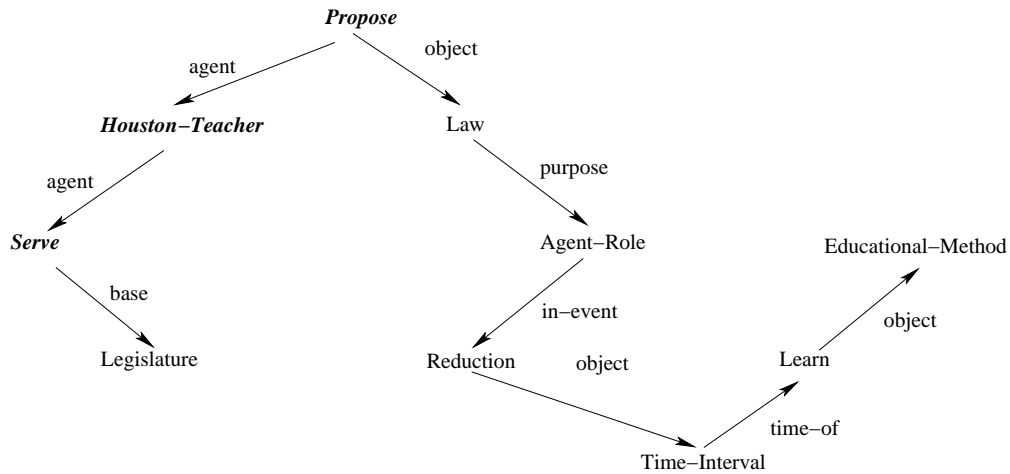 Propose
object
agent
Houston−Teacher
Law
purpose
agent
Serve
Agent−Role
Educational−Method
base
in−event
object
Legislature
Reduction
object
Learn
time−of
Time−Interval